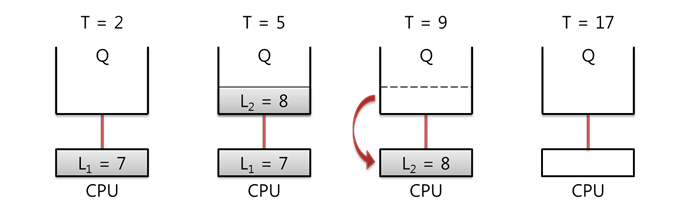 T = 2
Q
L₁ = 7
CPU
T = 5
Q
L₂ = 8
L₁ = 7
CPU
T = 9
Q
L₂ = 8
CPU
T = 17
Q
CPU